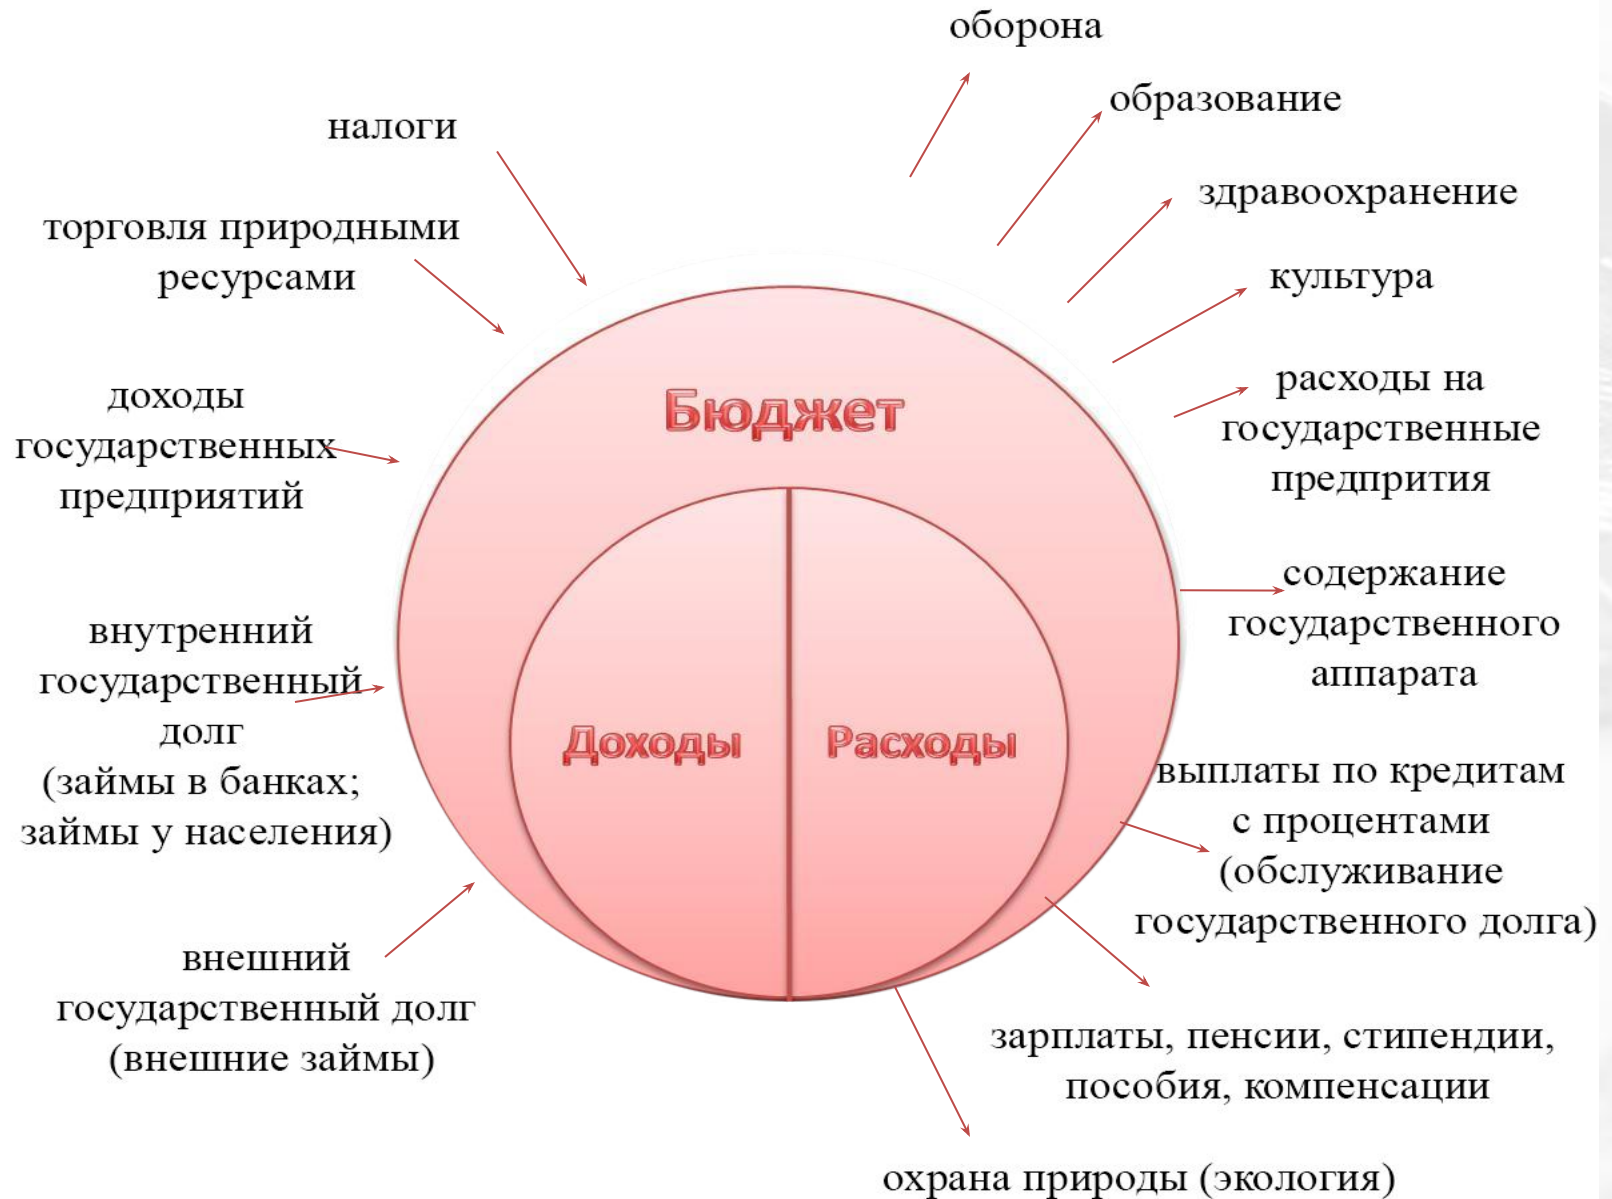 оборона
образование
налоги
здравоохранение
торговля природными
ресурсами
культура
расходы на
государственные
предпрития
доходы
государственных
предприятий
Бюджет
содержание
государственного
аппарата
внутренний
государственный
долг
(займы в банках;
займы у населения)
Доходы
Расходы
выплаты по кредитам
с процентами
(обслуживание
государственного долга)
внешний
государственный долг
(внешние займы)
зарплаты, пенсии, стипендии,
пособия, компенсации
охрана природы (экология)